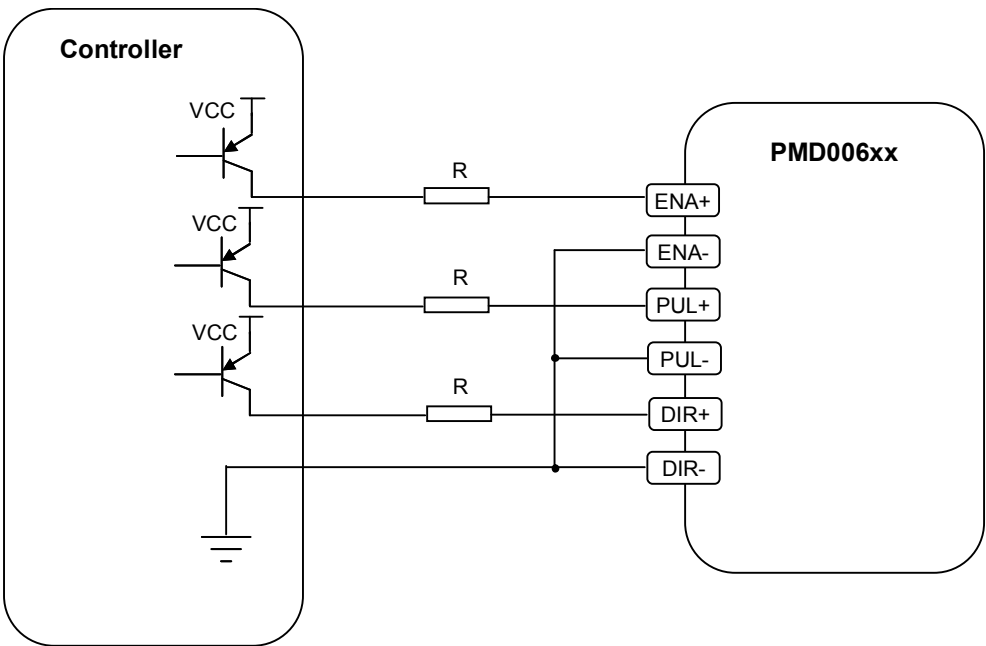 Controller
VCC
VCC
VCC
R
R
R
PMD006xx
ENA+
ENA-
PUL+
PUL-
DIR+
DIR-